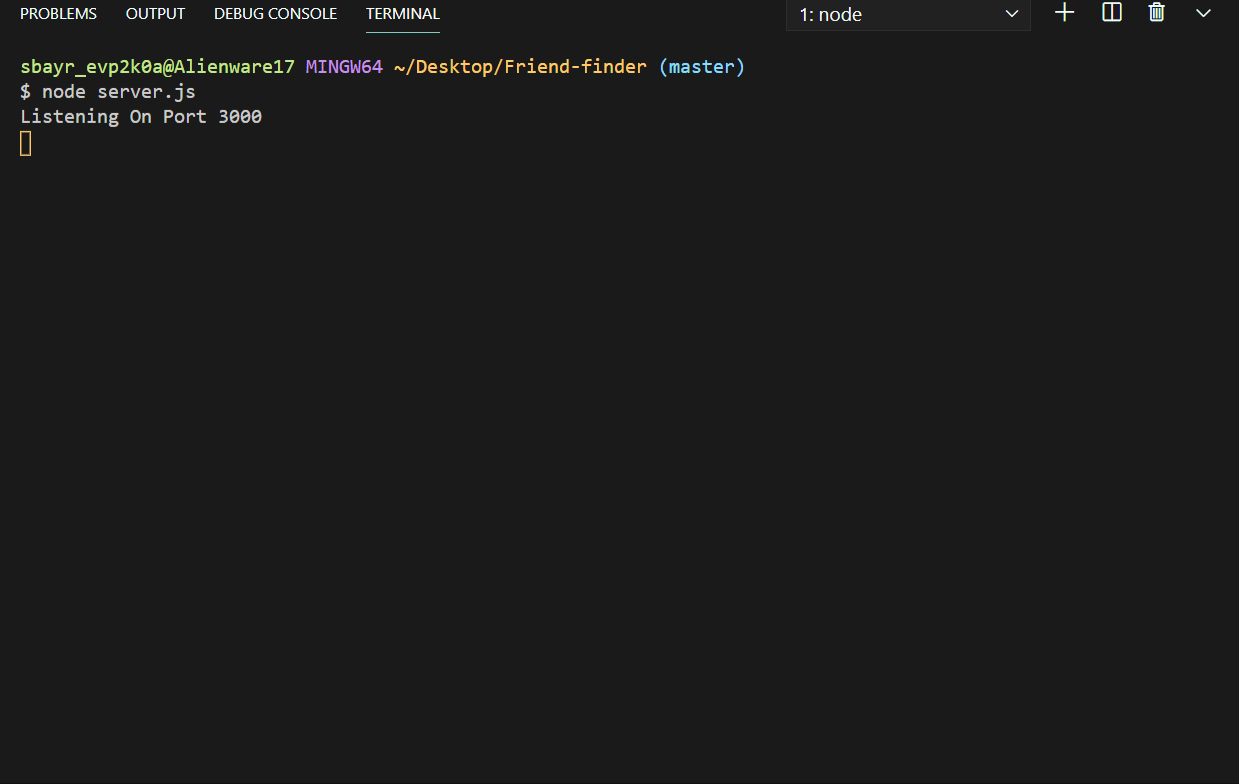 PROBLEMS OUTPUT DEBUG CONSOLE TERMINAL 1: node
sbayr_evp2k0a@Alienware17 MINGW64 ~/Desktop/Friend-finder (master)
$ node server.js
Listening On Port 3000